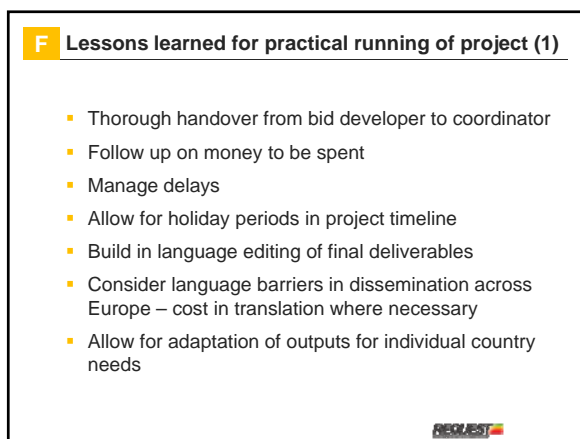 F Lessons learned for practical running of project (1)
Thorough handover from bid developer to coordinator
Follow up on money to be spent
Manage delays
Allow for holiday periods in project timeline
Build in language editing of final deliverables
Consider language barriers in dissemination across
Europe – cost in translation where necessary
Allow for adaptation of outputs for individual country
needs
REQUEST